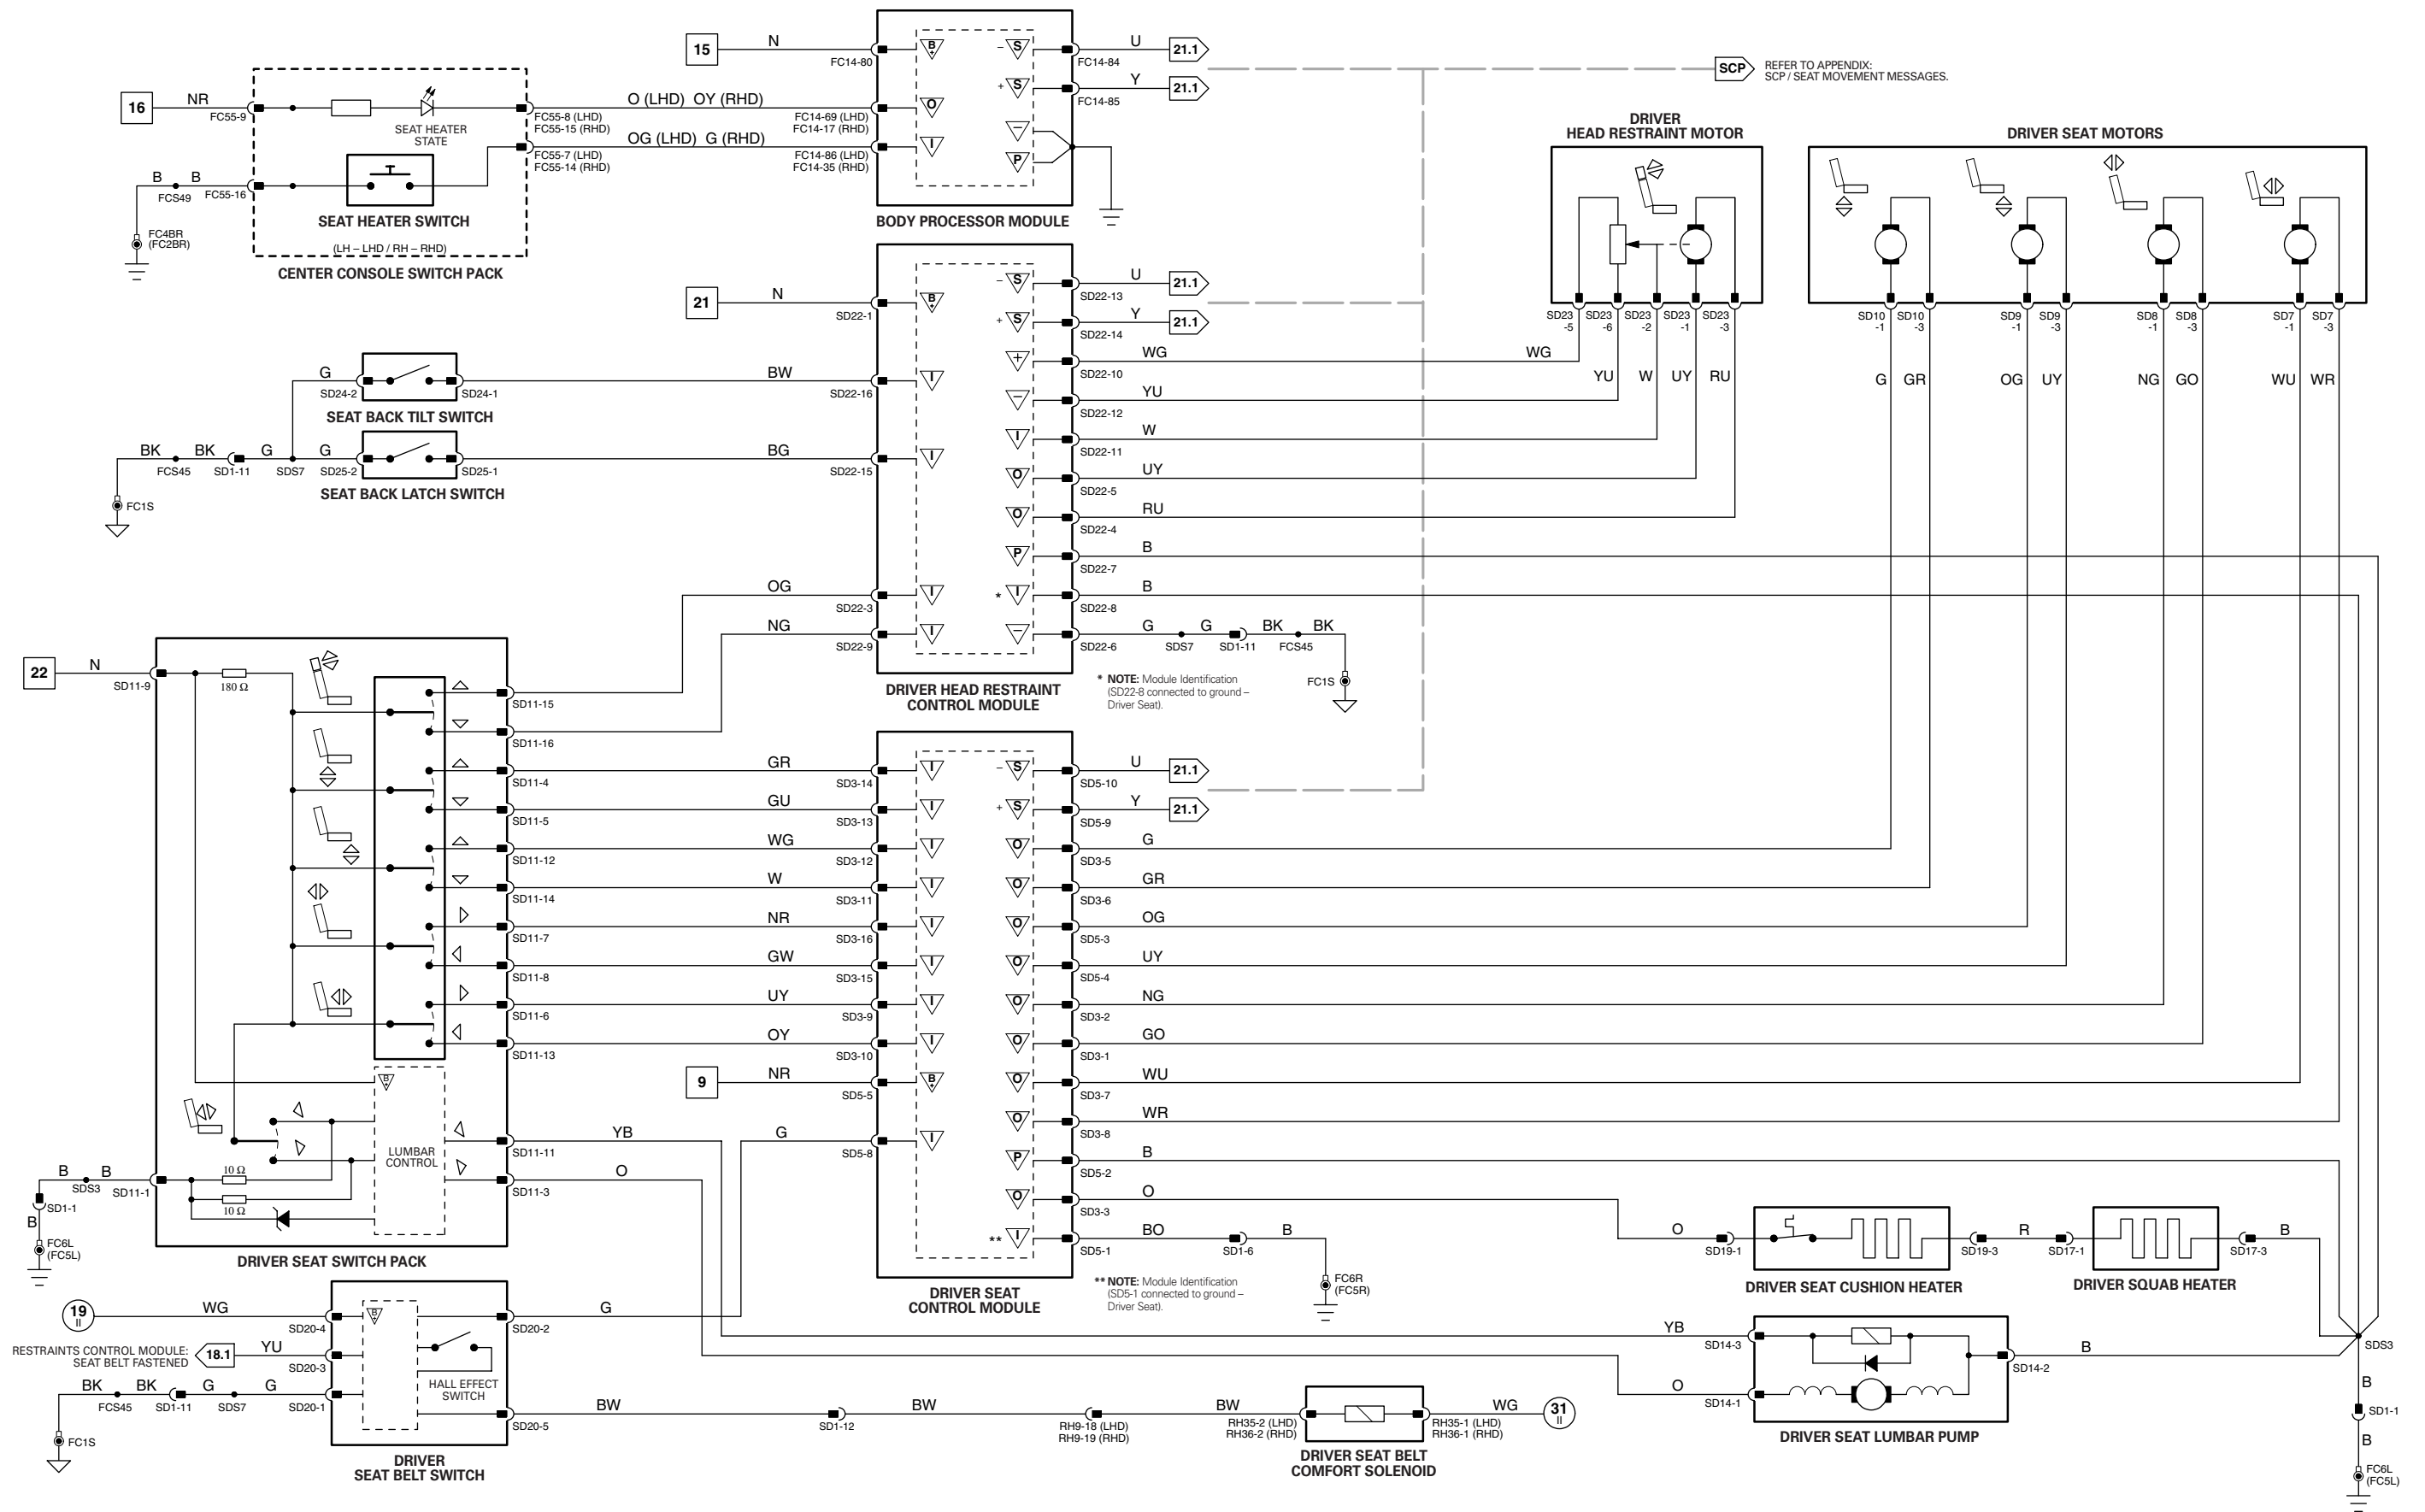 15
N
FC14-80
B
+
–
S
U
FC14-84
21.1
+
S
Y
FC14-85
21.1
SCP
REFER TO APPENDIX:
SCP / SEAT MOVEMENT MESSAGES.
16
NR
FC55-9
SEAT HEATER
STATE
O (LHD) OY (RHD)
FC55-8 (LHD)
FC55-15 (RHD)
FC14-69 (LHD)
FC14-17 (RHD)
O
OG (LHD) G (RHD)
FC55-7 (LHD)
FC55-14 (RHD)
FC14-86 (LHD)
FC14-35 (RHD)
I
–
P
B
B
FCS49
FC55-16
FC4BR
(FC2BR)
SEAT HEATER SWITCH
(LH – LHD / RH – RHD)
CENTER CONSOLE SWITCH PACK
BODY PROCESSOR MODULE
DRIVER
HEAD RESTRAINT MOTOR
DRIVER SEAT MOTORS
SD23
-5
SD23
-6
SD23
-2
SD23
-1
SD23
-3
SD10
-1
SD10
-3
SD9
-1
SD9
-3
SD8
-1
SD8
-3
SD7
-1
SD7
-3
WG
YU
W
UY
RU
G
GR
OG
UY
NG
GO
WU
WR
21
N
SD22-1
B
+
–
S
U
SD22-13
21.1
+
S
Y
SD22-14
21.1
+
WG
SD22-10
G
SD24-2
SD24-1
SEAT BACK TILT SWITCH
BW
SD22-16
I
–
YU
SD22-12
I
W
SD22-11
BK
FCS45
BK
SD1-11
G
SDS7
G
SD25-2
SD25-1
SEAT BACK LATCH SWITCH
FC1S
BG
SD22-15
I
O
UY
SD22-5
O
RU
SD22-4
P
B
SD22-7
OG
SD22-3
I
*
I
B
SD22-8
NG
SD22-9
I
–
G
SD22-6
SDS7
G
SD1-11
BK
FCS45
BK
FC1S
DRIVER HEAD RESTRAINT
CONTROL MODULE
* NOTE: Module Identification
(SD22-8 connected to ground –
Driver Seat).
22
N
SD11-9
180 Ω
SD11-15
SD11-16
SD11-4
SD11-5
SD11-12
SD11-14
SD11-7
SD11-8
SD11-6
SD11-13
GR
SD3-14
I
GU
SD3-13
I
WG
SD3-12
I
W
SD3-11
I
NR
SD3-16
I
GW
SD3-15
I
UY
SD3-9
I
OY
SD3-10
I
9
NR
SD5-5
B
+
G
SD5-8
I
–
S
U
SD5-10
21.1
+
S
Y
SD5-9
21.1
O
G
SD3-5
O
GR
SD3-6
O
OG
SD5-3
O
UY
SD5-4
O
NG
SD3-2
O
GO
SD3-1
O
WU
SD3-7
O
WR
SD3-8
P
B
SD5-2
O
O
SD3-3
**
I
BO
SD5-1
SD1-6
B
FC6R
(FC5R)
DRIVER SEAT
CONTROL MODULE
** NOTE: Module Identification
(SD5-1 connected to ground –
Driver Seat).
B
+
LUMBAR
CONTROL
YB
SD11-11
O
SD11-3
B
SDS3
B
SD11-1
10 Ω
10 Ω
SD1-1
B
FC6L
(FC5L)
DRIVER SEAT SWITCH PACK
O
SD19-1
SD19-3
R
SD17-1
SD17-3
B
DRIVER SEAT CUSHION HEATER
DRIVER SQUAB HEATER
19
II
WG
SD20-4
B
+
G
SD20-2
RESTRAINTS CONTROL MODULE:
SEAT BELT FASTENED
18.1
YU
SD20-3
HALL EFFECT
SWITCH
BK
FCS45
BK
SD1-11
G
SDS7
G
SD20-1
FC1S
BW
SD20-5
SD1-12
BW
RH9-18 (LHD)
RH9-19 (RHD)
BW
RH35-2 (LHD)
RH36-2 (RHD)
RH35-1 (LHD)
RH36-1 (RHD)
WG
31
II
DRIVER
SEAT BELT SWITCH
DRIVER SEAT BELT
COMFORT SOLENOID
YB
SD14-3
O
SD14-1
SD14-2
B
DRIVER SEAT LUMBAR PUMP
SDS3
B
SD1-1
B
FC6L
(FC5L)